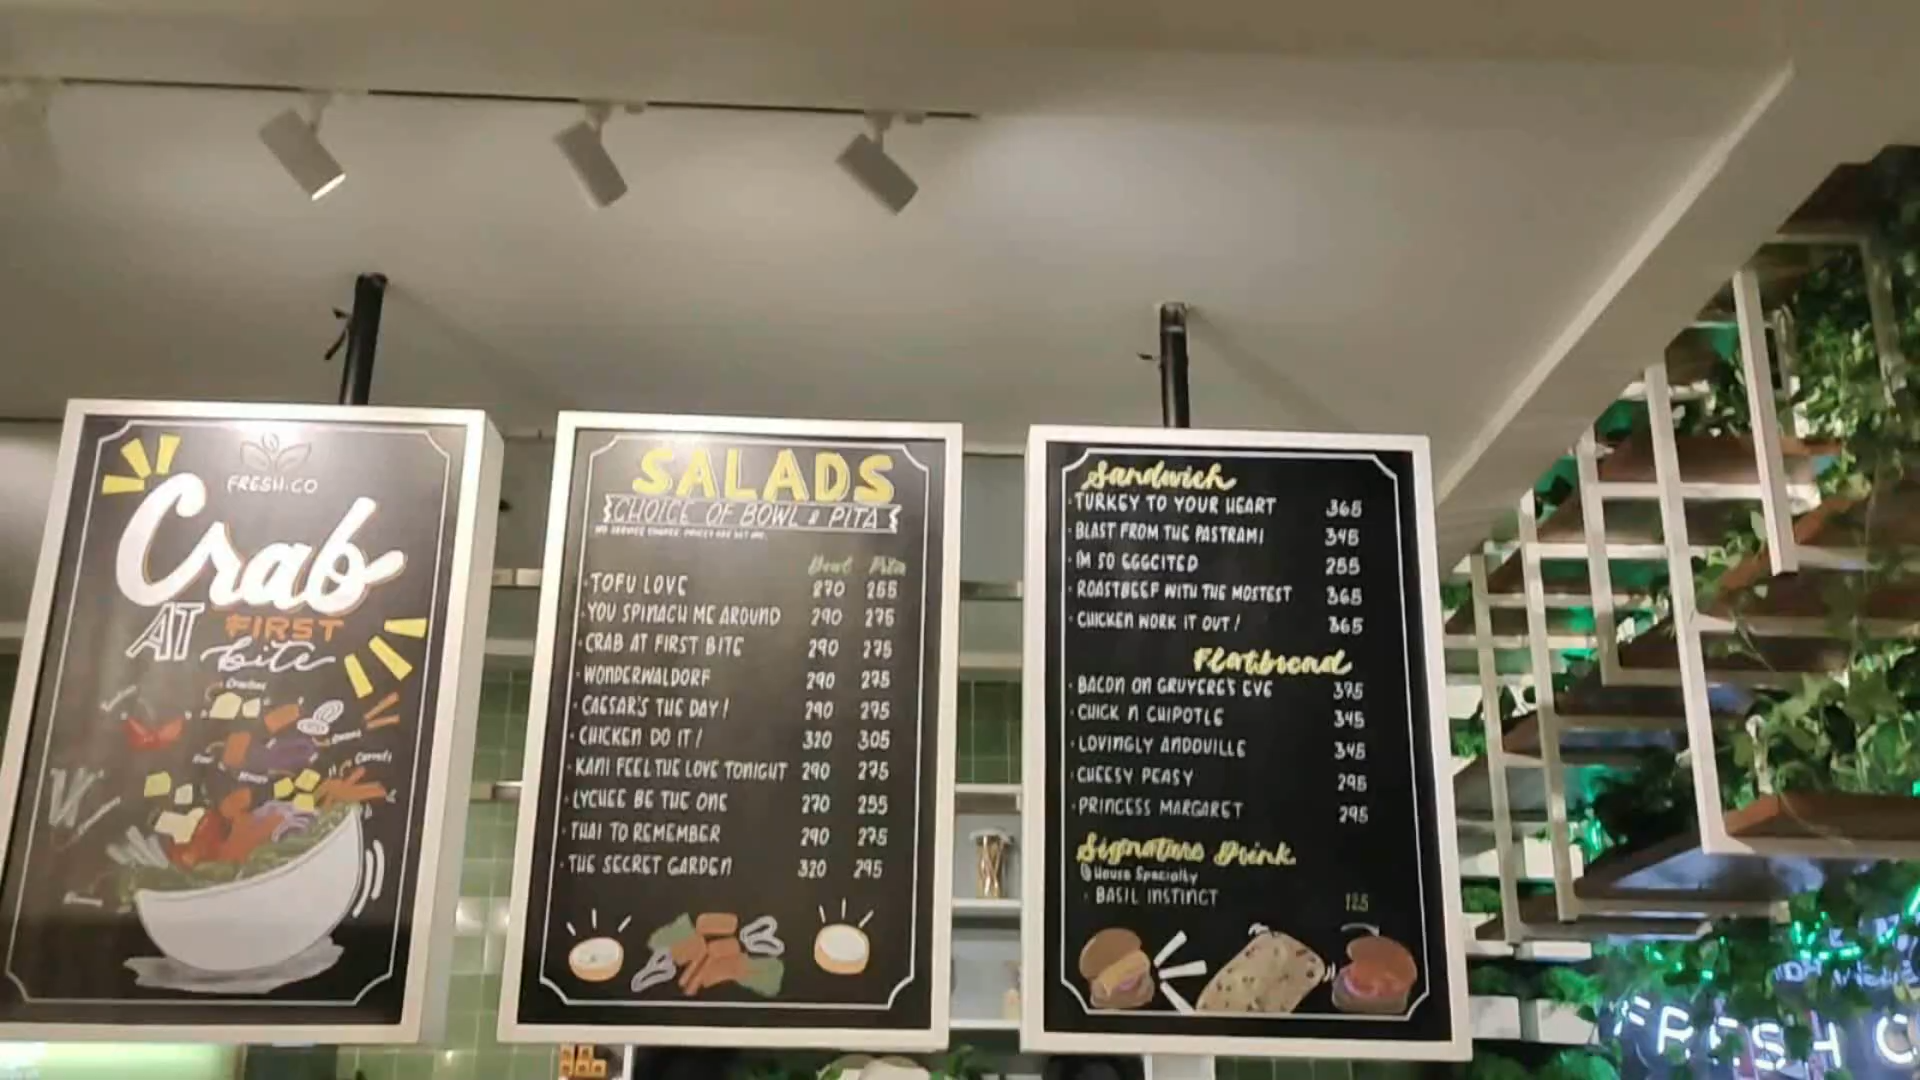 FRESH.CO
Crab
AT FIRST
bite
Crouton
Carrots
SALADS
CHOICE OF BOWL & PITA
Bowl Pita
TOFU LOVE 270 255
YOU SPINACH ME AROUND 290 275
CRAB AT FIRST BITE 290 275
WONDERWALDORF 290 275
CAESAR'S THE DAY! 290 275
CHICKEN DO IT! 320 305
KANI FEEL THE LOVE TONIGHT 290 275
LYCHEE BE THE ONE 270 255
THAI TO REMEMBER 290 275
THE SECRET GARDEN 320 295
Sandwich
TURKEY TO YOUR HEART 365
BLAST FROM THE PASTRAMI 345
IM SO EGGCITED 255
ROASTBEEF WITH THE MOSTEST 365
CHICKEN WORK IT OUT! 365
Flatbread
BACON ON GRUYERE'S EVE 375
CHICK N CHIPOTLE 345
LOVINGLY ANDOUILLE 345
CHEESY PEASY 295
PRINCESS MARGARET 295
Signature Drink
House Specialty
BASIL INSTINCT 125
FRESH C